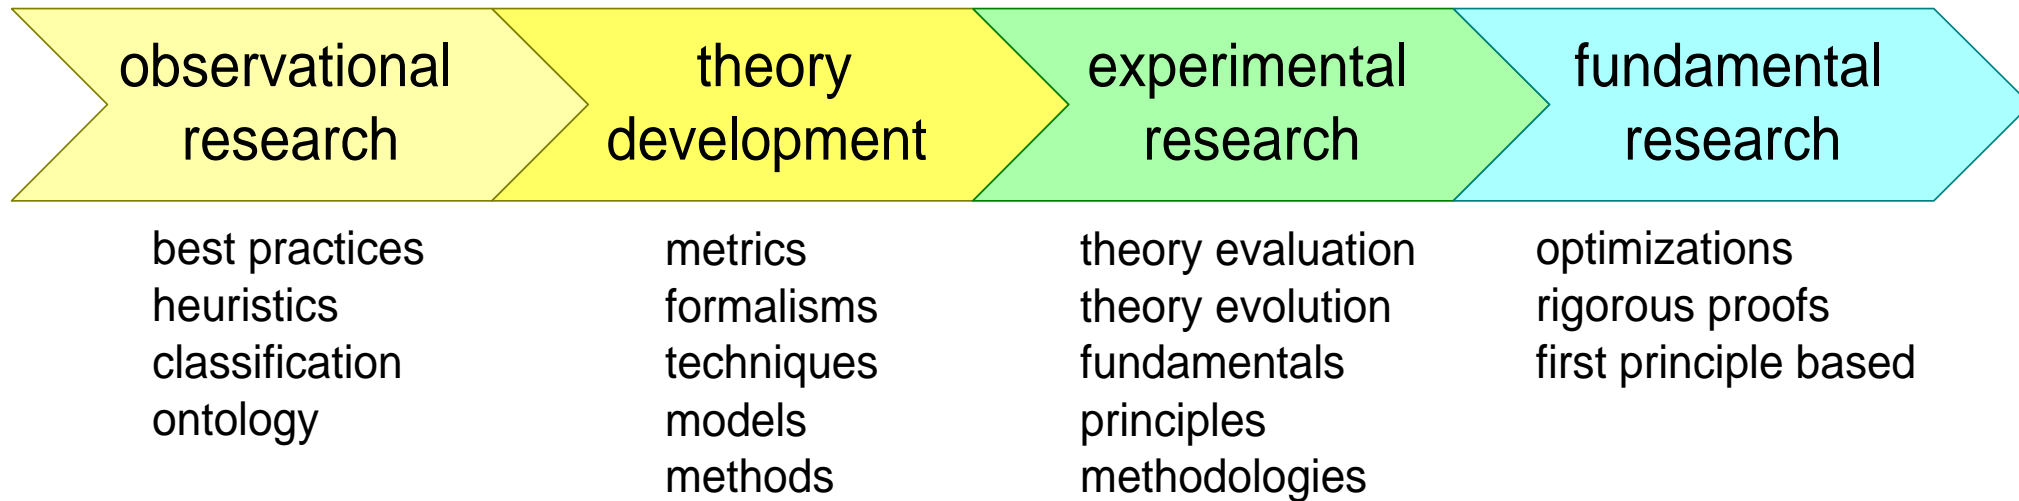 observational
research
theory
development
experimental
research
fundamental
research
best practices
heuristics
classification
ontology
metrics
formalisms
techniques
models
methods
theory evaluation
theory evolution
fundamentals
principles
methodologies
optimizations
rigorous proofs
first principle based